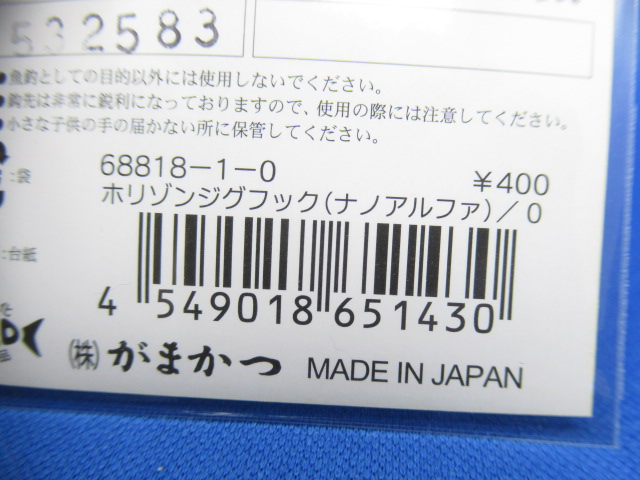 532583
魚釣としての目的以外には使用しないでください。
鈎先は非常に鋭利になっておりますので、使用の際には注意してください。
小さな子供の手の届かない所に保管してください。
:袋
68818-1-0 ¥400
ホリゾンジグフック(ナノアルファ)/0
:台紙
4 549018 651430
(株)がまかつ MADE IN JAPAN